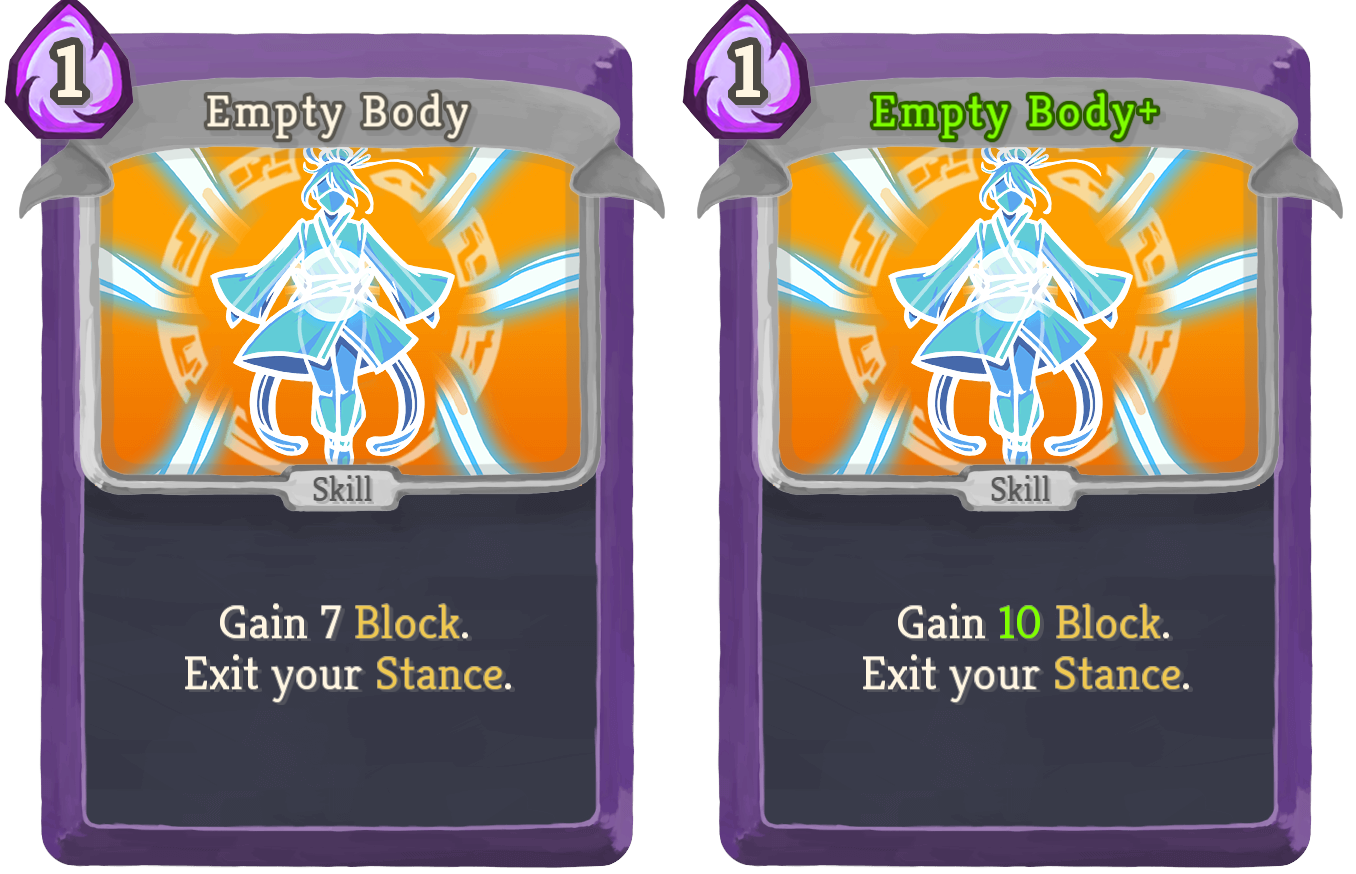 1
Empty Body
Skill
Gain 7 Block.
Exit your Stance.
1
Empty Body+
Skill
Gain 10 Block.
Exit your Stance.